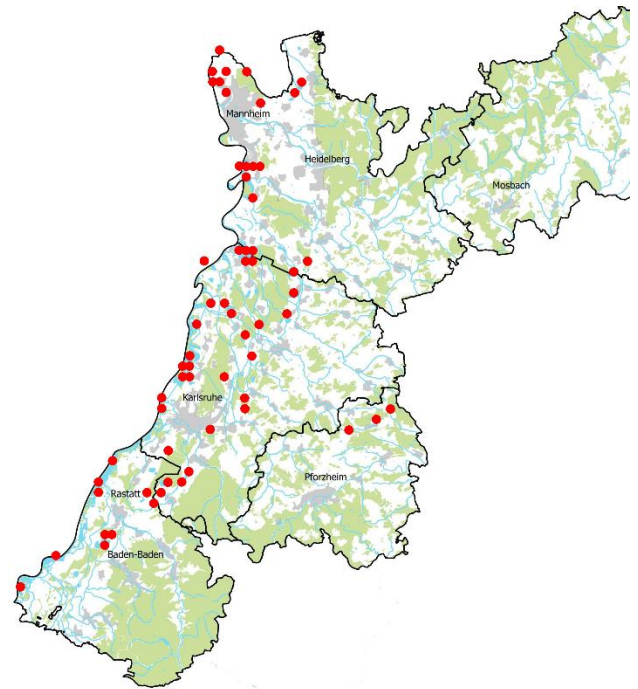 Mannheim
Heidelberg
Mosbach
Karlsruhe
Pforzheim
Rastatt
Baden-Baden